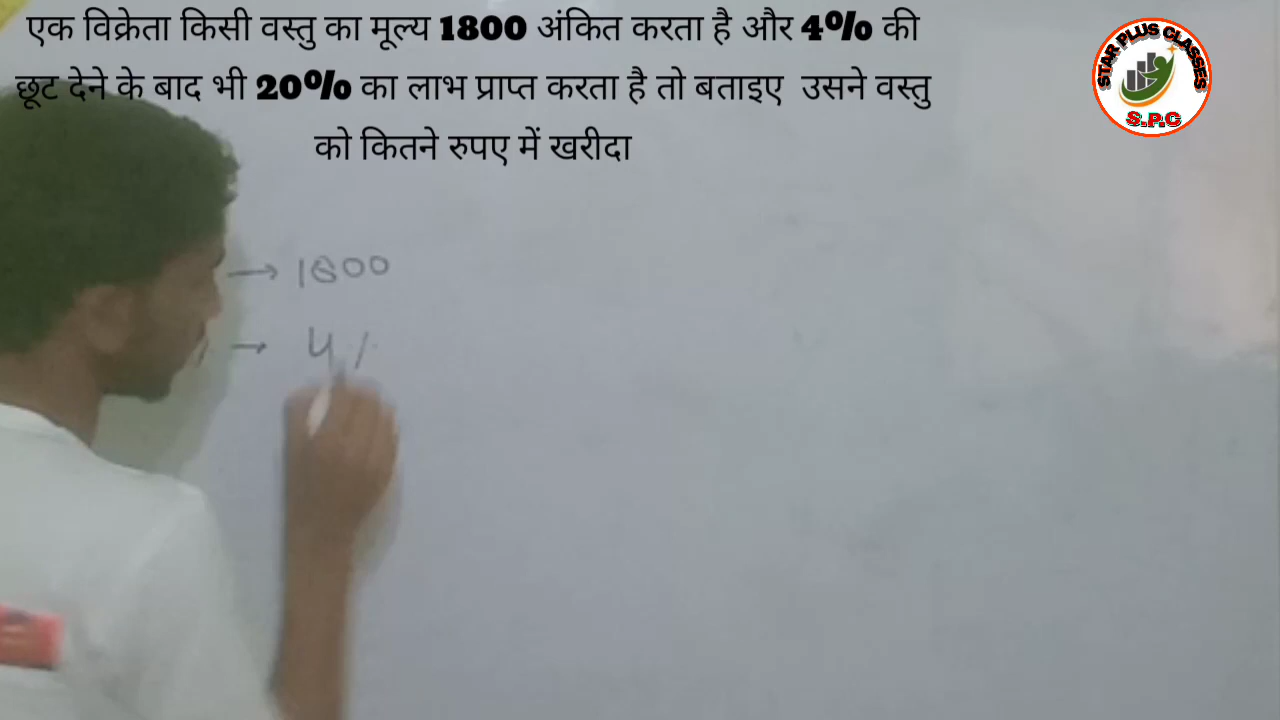 एक विक्रेता किसी वस्तु का मूल्य 1800 अंकित करता है और 4% की
छूट देने के बाद भी 20% का लाभ प्राप्त करता है तो बताइए उसने वस्तु
को कितने रुपए में खरीदा
STAR PLUS CLASSES
S.P.C
→ 1800
→ 4%